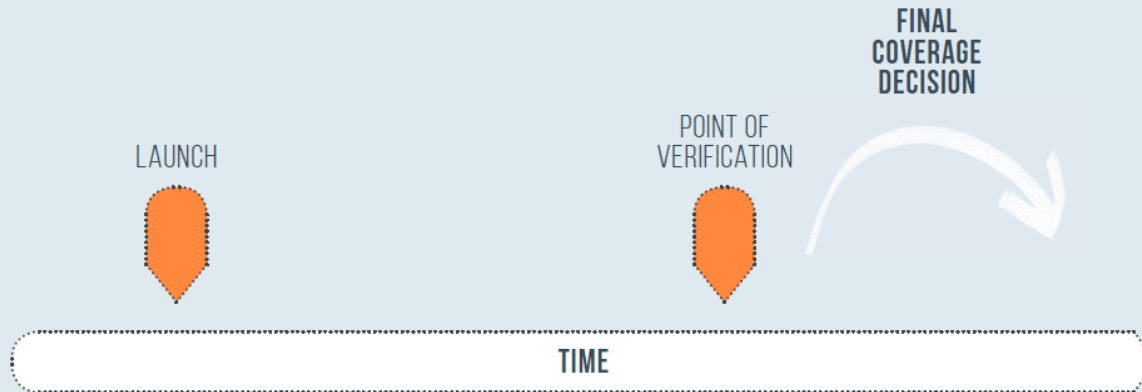 FINAL
COVERAGE
DECISION
LAUNCH
POINT OF
VERIFICATION
TIME